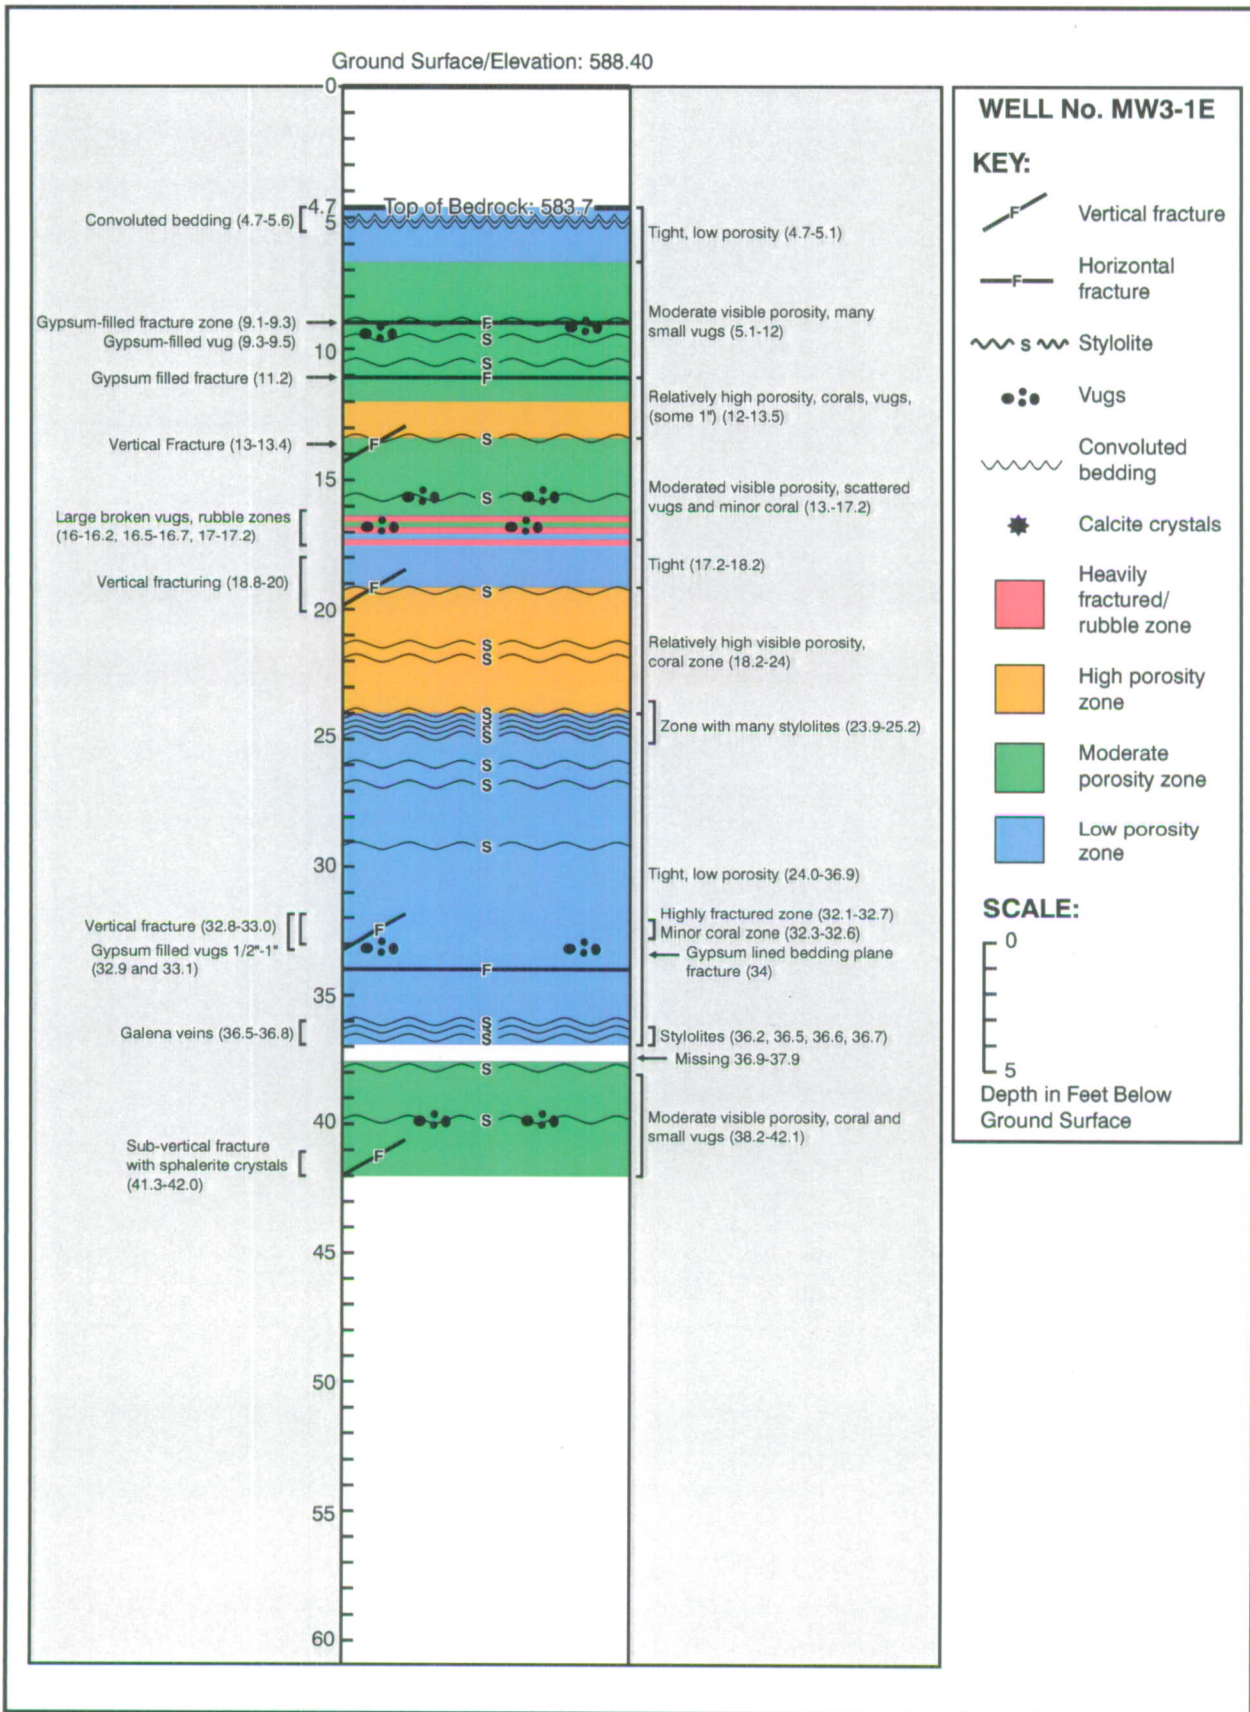 Ground Surface/Elevation: 588.40
0
4.7
Top of Bedrock: 583.7
5
10
15
20
25
30
35
40
45
50
55
60
Convoluted bedding (4.7-5.6)
Gypsum-filled fracture zone (9.1-9.3)
Gypsum-filled vug (9.3-9.5)
Gypsum filled fracture (11.2)
Vertical Fracture (13-13.4)
Large broken vugs, rubble zones
(16-16.2, 16.5-16.7, 17-17.2)
Vertical fracturing (18.8-20)
Vertical fracture (32.8-33.0)
Gypsum filled vugs 1/2"-1"
(32.9 and 33.1)
Galena veins (36.5-36.8)
Sub-vertical fracture
with sphalerite crystals
(41.3-42.0)
F
S
S
F
F
S
S
F
S
S
S
S
S
S
S
S
S
S
F
F
S
S
S
S
S
F
Tight, low porosity (4.7-5.1)
Moderate visible porosity, many
small vugs (5.1-12)
Relatively high porosity, corals, vugs,
(some 1") (12-13.5)
Moderated visible porosity, scattered
vugs and minor coral (13.-17.2)
Tight (17.2-18.2)
Relatively high visible porosity,
coral zone (18.2-24)
Zone with many stylolites (23.9-25.2)
Tight, low porosity (24.0-36.9)
Highly fractured zone (32.1-32.7)
Minor coral zone (32.3-32.6)
Gypsum lined bedding plane
fracture (34)
Stylolites (36.2, 36.5, 36.6, 36.7)
Missing 36.9-37.9
Moderate visible porosity, coral and
small vugs (38.2-42.1)
WELL No. MW3-1E
KEY:
F
Vertical fracture
F
Horizontal
fracture
S
Stylolite
Vugs
Convoluted
bedding
Calcite crystals
Heavily
fractured/
rubble zone
High porosity
zone
Moderate
porosity zone
Low porosity
zone
SCALE:
0
5
Depth in Feet Below
Ground Surface